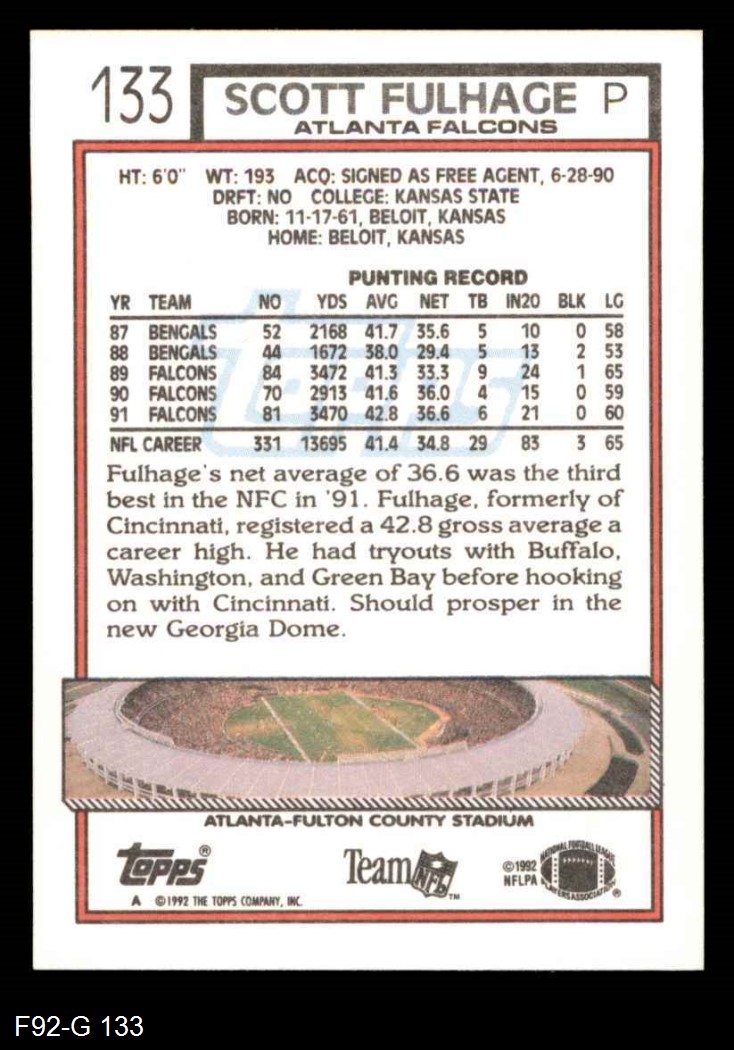 133 SCOTT FULHAGE P
ATLANTA FALCONS
HT: 6'0" WT: 193 ACQ: SIGNED AS FREE AGENT, 6-28-90
DRFT: NO COLLEGE: KANSAS STATE
BORN: 11-17-61, BELOIT, KANSAS
HOME: BELOIT, KANSAS
PUNTING RECORD
YR TEAM NO YDS AVG NET TB IN20 BLK LG
87 BENGALS 52 2168 41.7 35.6 5 10 0 58
88 BENGALS 44 1672 38.0 29.4 5 13 2 53
89 FALCONS 84 3472 41.3 33.3 9 24 1 65
90 FALCONS 70 2913 41.6 36.0 4 15 0 59
91 FALCONS 81 3470 42.8 36.6 6 21 0 60
NFL CAREER 331 13695 41.4 34.8 29 83 3 65
topps
Fulhage's net average of 36.6 was the third
best in the NFC in '91. Fulhage, formerly of
Cincinnati, registered a 42.8 gross average a
career high. He had tryouts with Buffalo,
Washington, and Green Bay before hooking
on with Cincinnati. Should prosper in the
new Georgia Dome.
ATLANTA-FULTON COUNTY STADIUM
topps®
Team NFL™
©1992
NFLPA
NATIONAL FOOTBALL LEAGUE
PLAYERS ASSOCIATION®
A ©1992 THE TOPPS COMPANY, INC.
F92-G 133